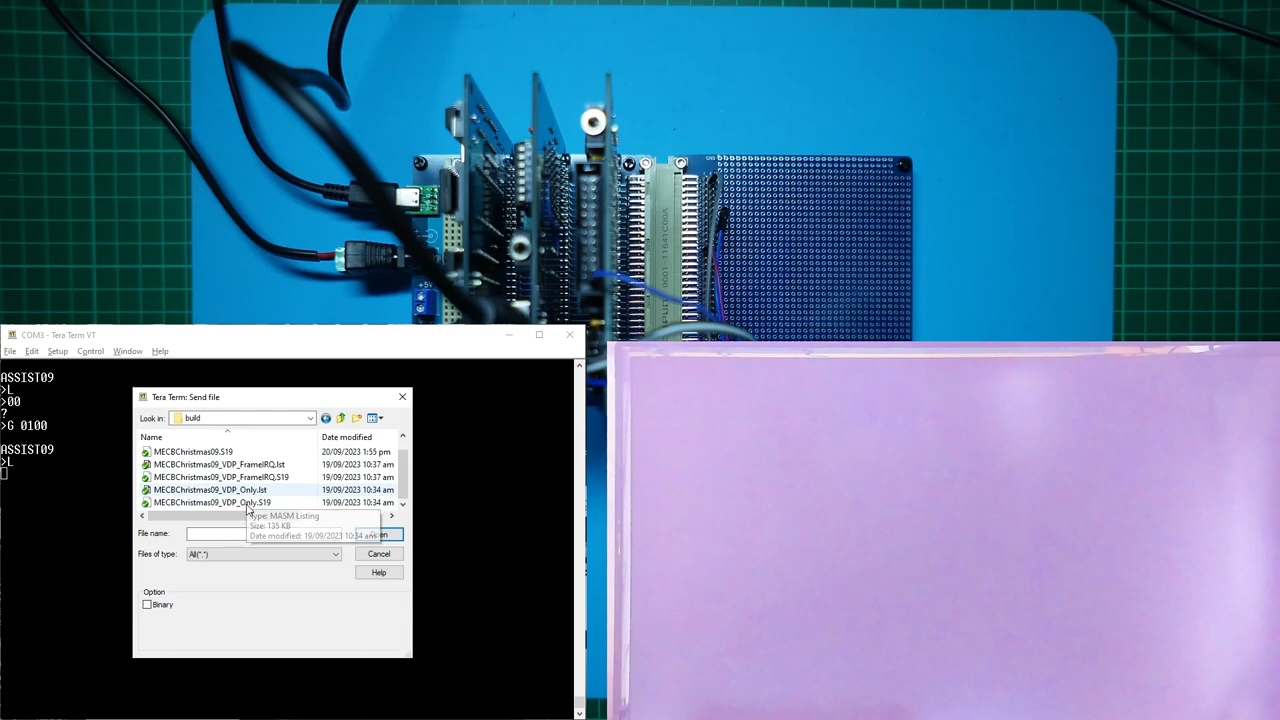 GND
9001-11641C00A
+5V
COM3 - Tera Term VT
File Edit Setup Control Window Help
ASSIST09
>L
>00
?
>G 0100
ASSIST09
>L
Tera Term: Send file
Look in: build
Name Date modified
MECBChristmas09.S19 20/09/2023 1:55 pm
MECBChristmas09_VDP_FrameIRQ.lst 19/09/2023 10:37 am
MECBChristmas09_VDP_FrameIRQ.S19 19/09/2023 10:37 am
MECBChristmas09_VDP_Only.lst 19/09/2023 10:34 am
MECBChristmas09_VDP_Only.S19 19/09/2023 10:34 am
Type: MASM Listing
Size: 135 KB
Date modified: 19/09/2023 10:34 am
File name:
Files of type: All(*.*) Cancel
Help
Option
Binary